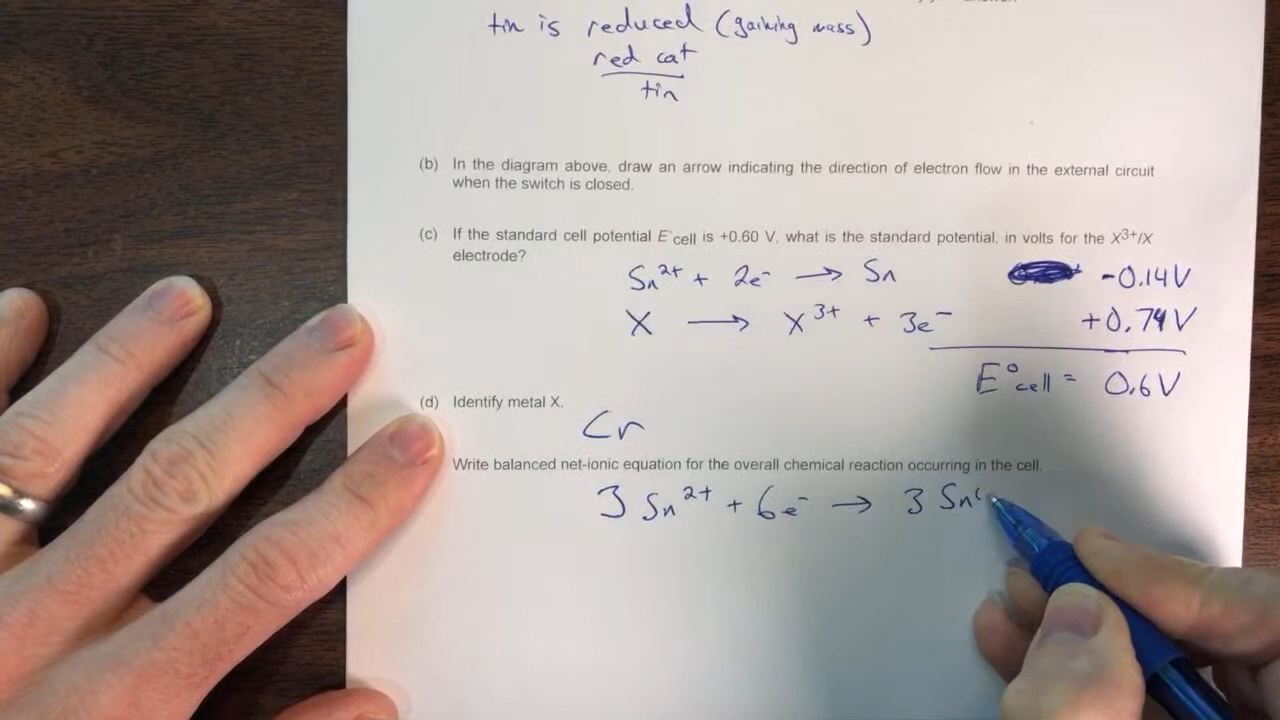 tin is reduced (gaining mass)
red cat
tin
(b) In the diagram above, draw an arrow indicating the direction of electron flow in the external circuit
when the switch is closed.
(c) If the standard cell potential E°cell is +0.60 V, what is the standard potential, in volts for the X³⁺/X
electrode?
Sn²⁺ + 2e⁻ → Sn -0.14V
X → X³⁺ + 3e⁻ +0.74V
E°cell = 0.6V
(d) Identify metal X.
Cr
Write balanced net-ionic equation for the overall chemical reaction occurring in the cell.
3 Sn²⁺ + 6e⁻ → 3 Sn(